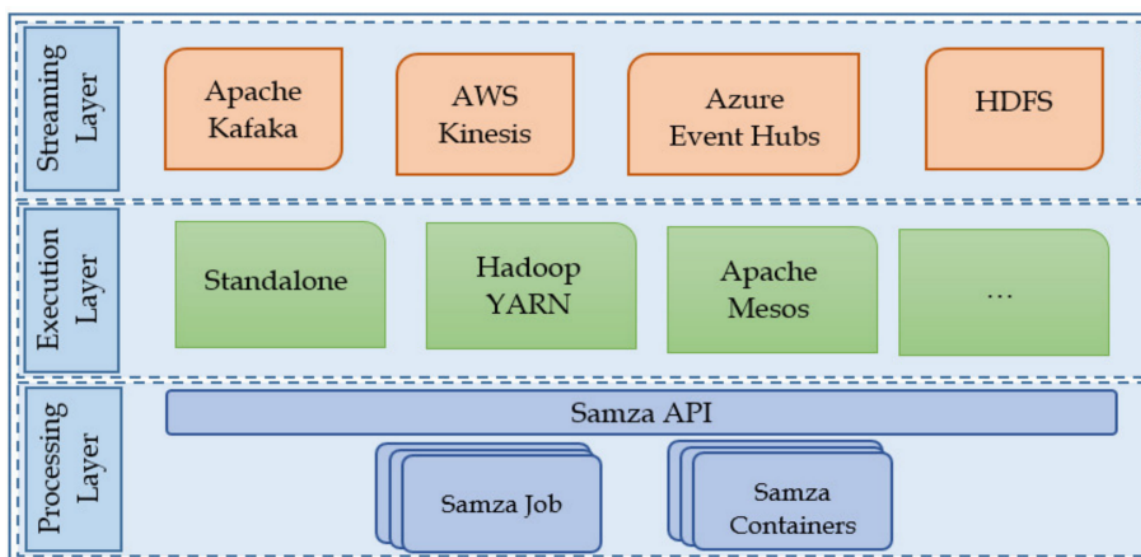 Streaming
Layer
Apache
Kafaka
AWS
Kinesis
Azure
Event Hubs
HDFS
Execution
Layer
Standalone
Hadoop
YARN
Apache
Mesos
...
Processing
Layer
Samza API
Samza Job
Samza
Containers